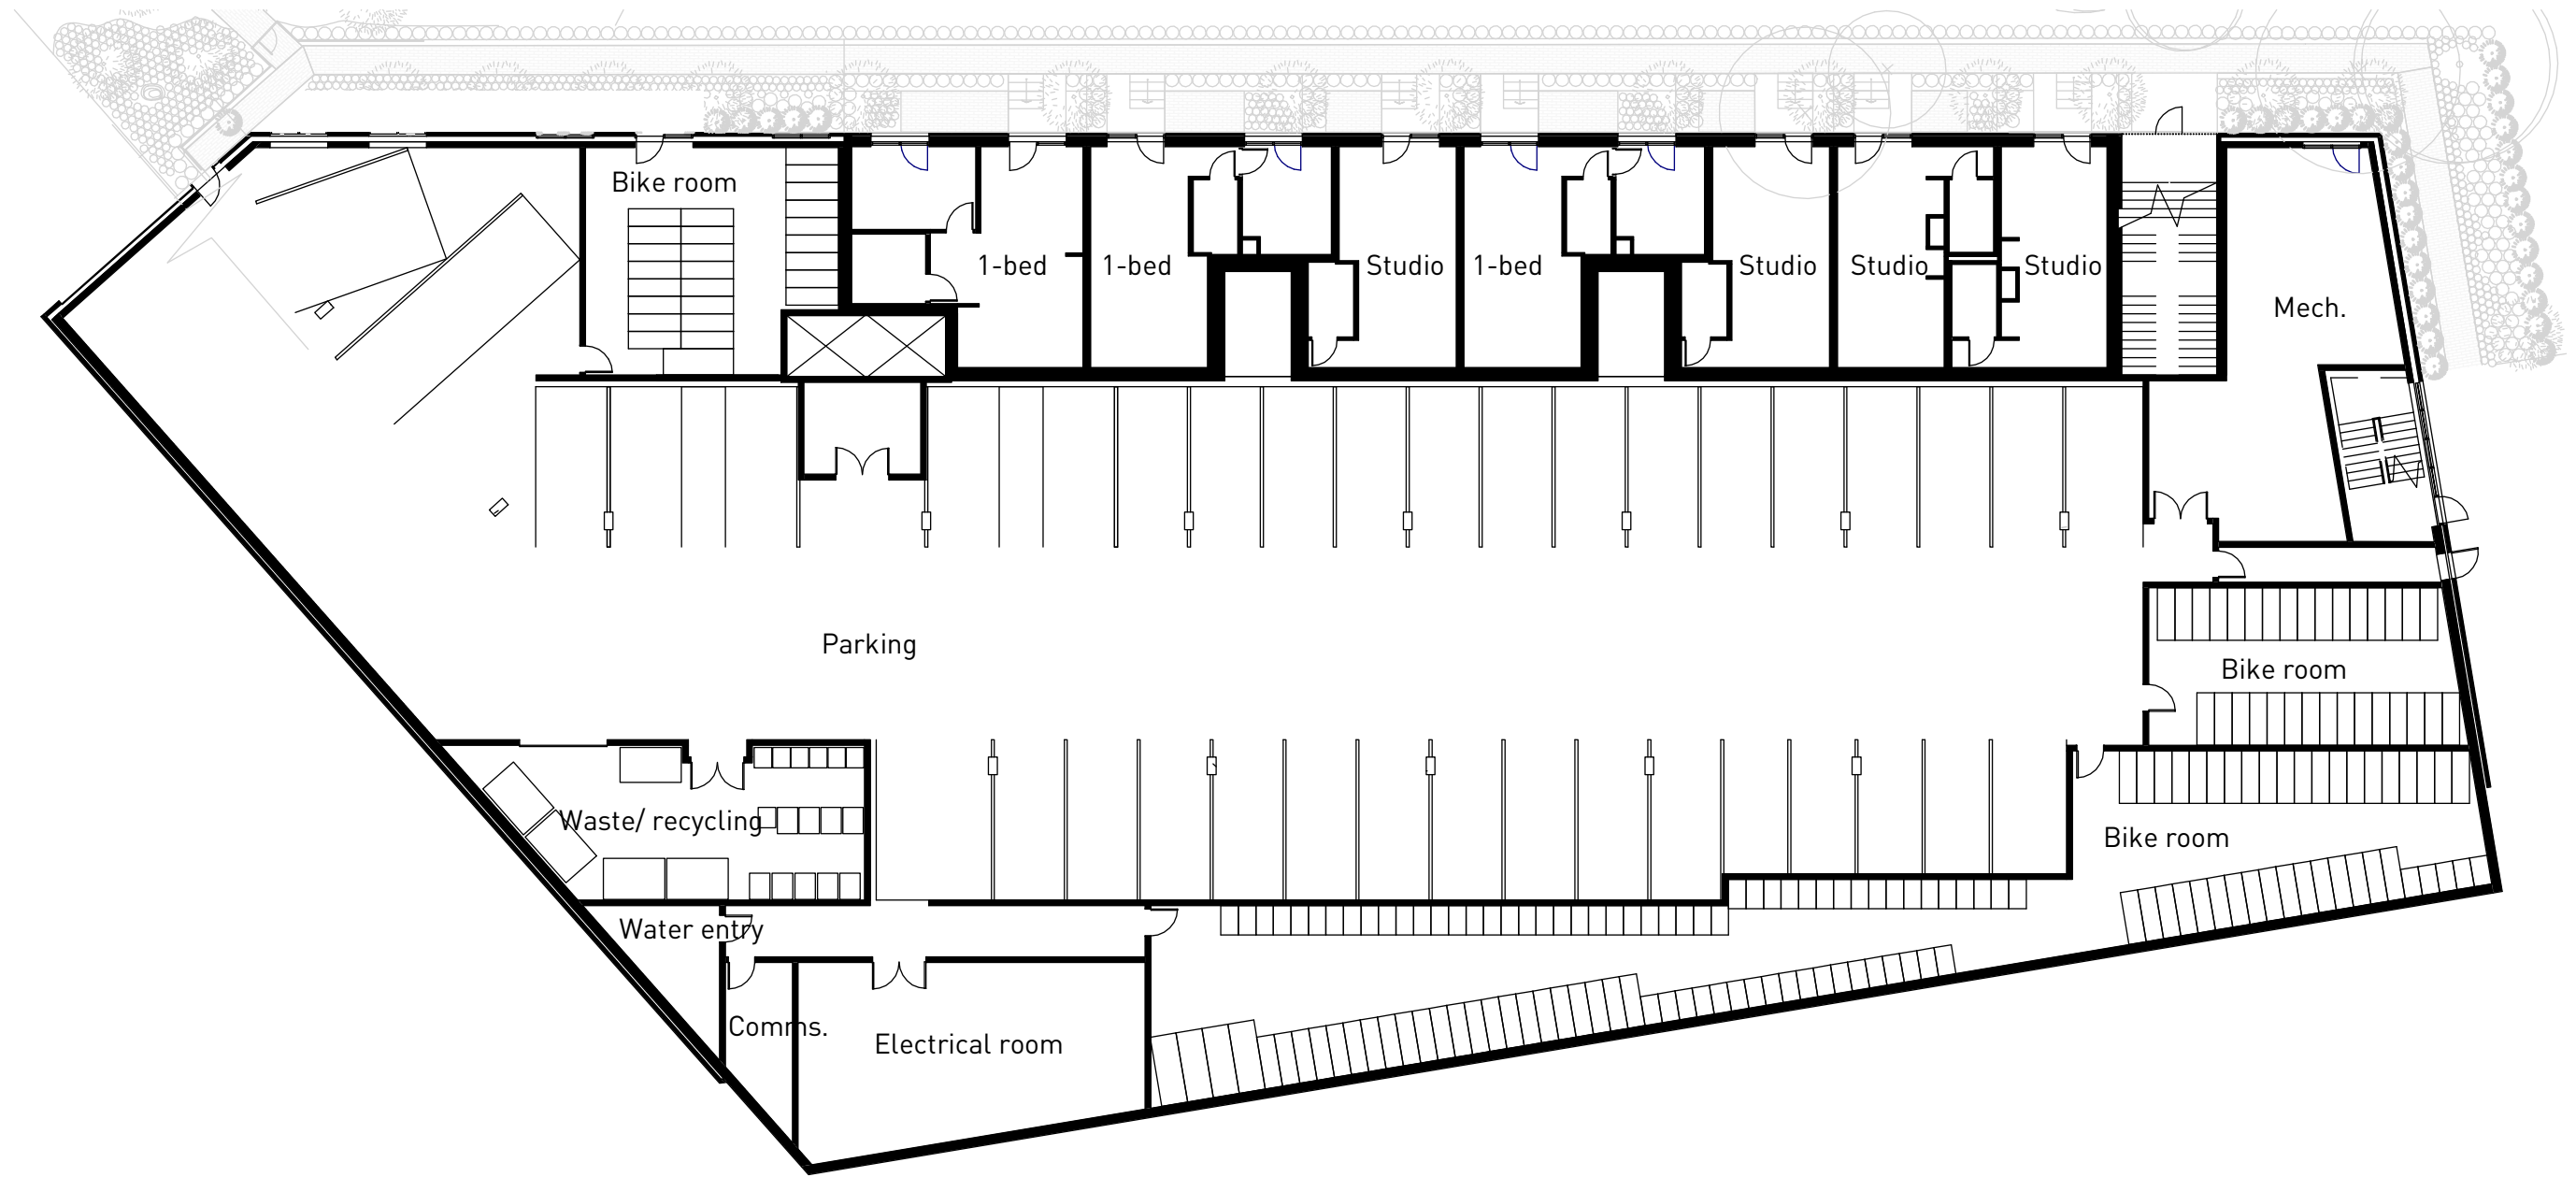 Bike room
1-bed
1-bed
Studio
1-bed
Studio
Studio
Studio
Mech.
Parking
Bike room
Waste/ recycling
Bike room
Water entry
Comms.
Electrical room